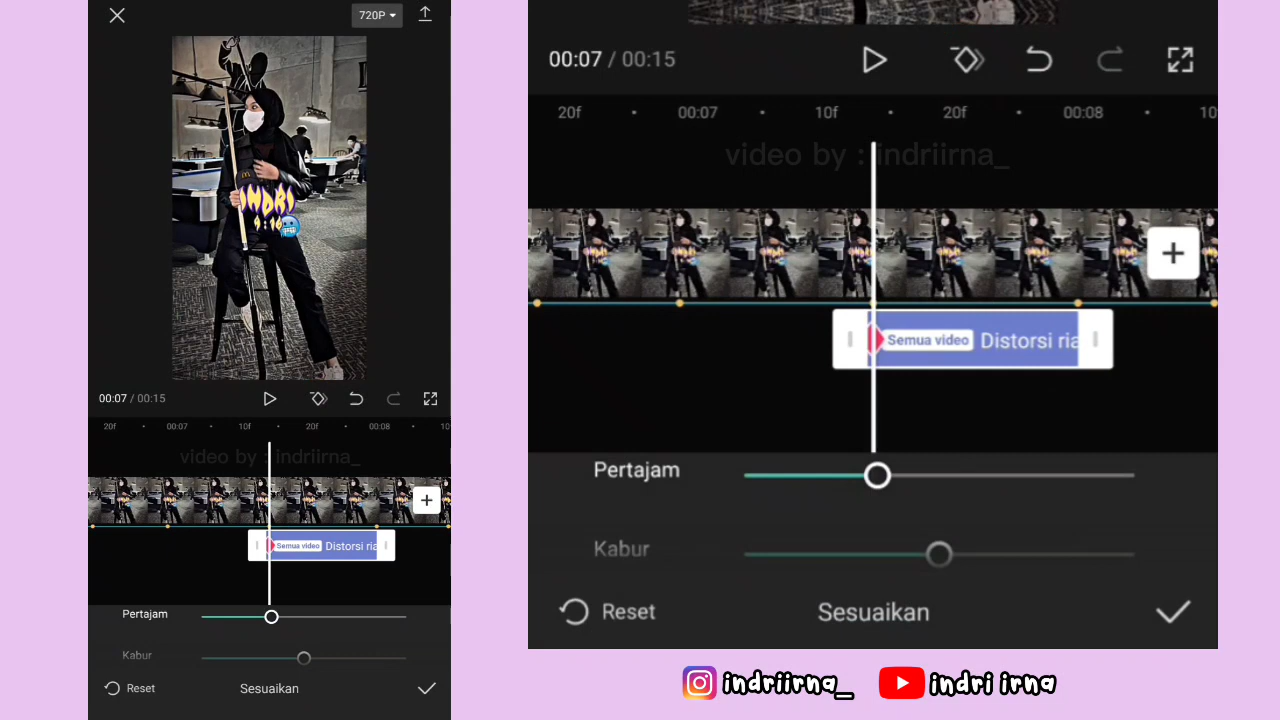 720P
INDRI
00:07 / 00:15
20f
00:07
10f
20f
00:08
10
video by : indriirna_
Semua video
Distorsi ria
Pertajam
Kabur
Reset
Sesuaikan
00:07 / 00:15
20f
00:07
10f
20f
00:08
10
video by : indriirna_
Semua video
Distorsi ria
Pertajam
Kabur
Reset
Sesuaikan
indriirna_
indri irna